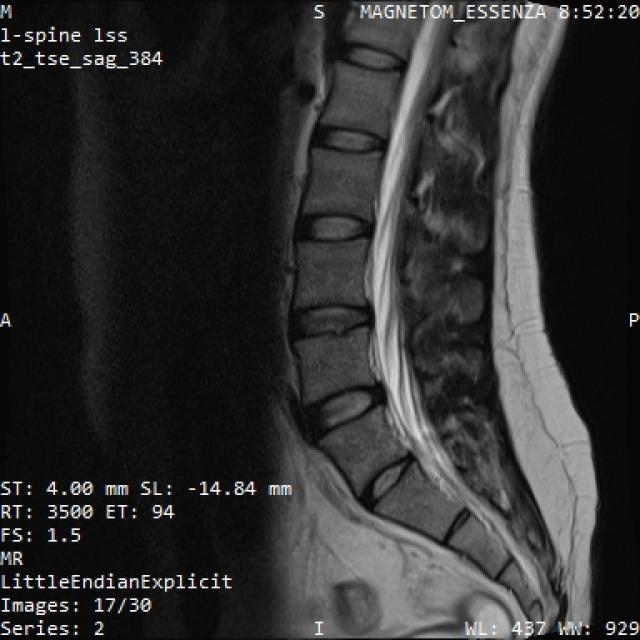 M
S
MAGNETOM_ESSENZA 8:52:20
l-spine lss
t2_tse_sag_384
A
P
ST: 4.00 mm SL: -14.84 mm
RT: 3500 ET: 94
FS: 1.5
MR
LittleEndianExplicit
Images: 17/30
Series: 2
I
WL: 437 WW: 929